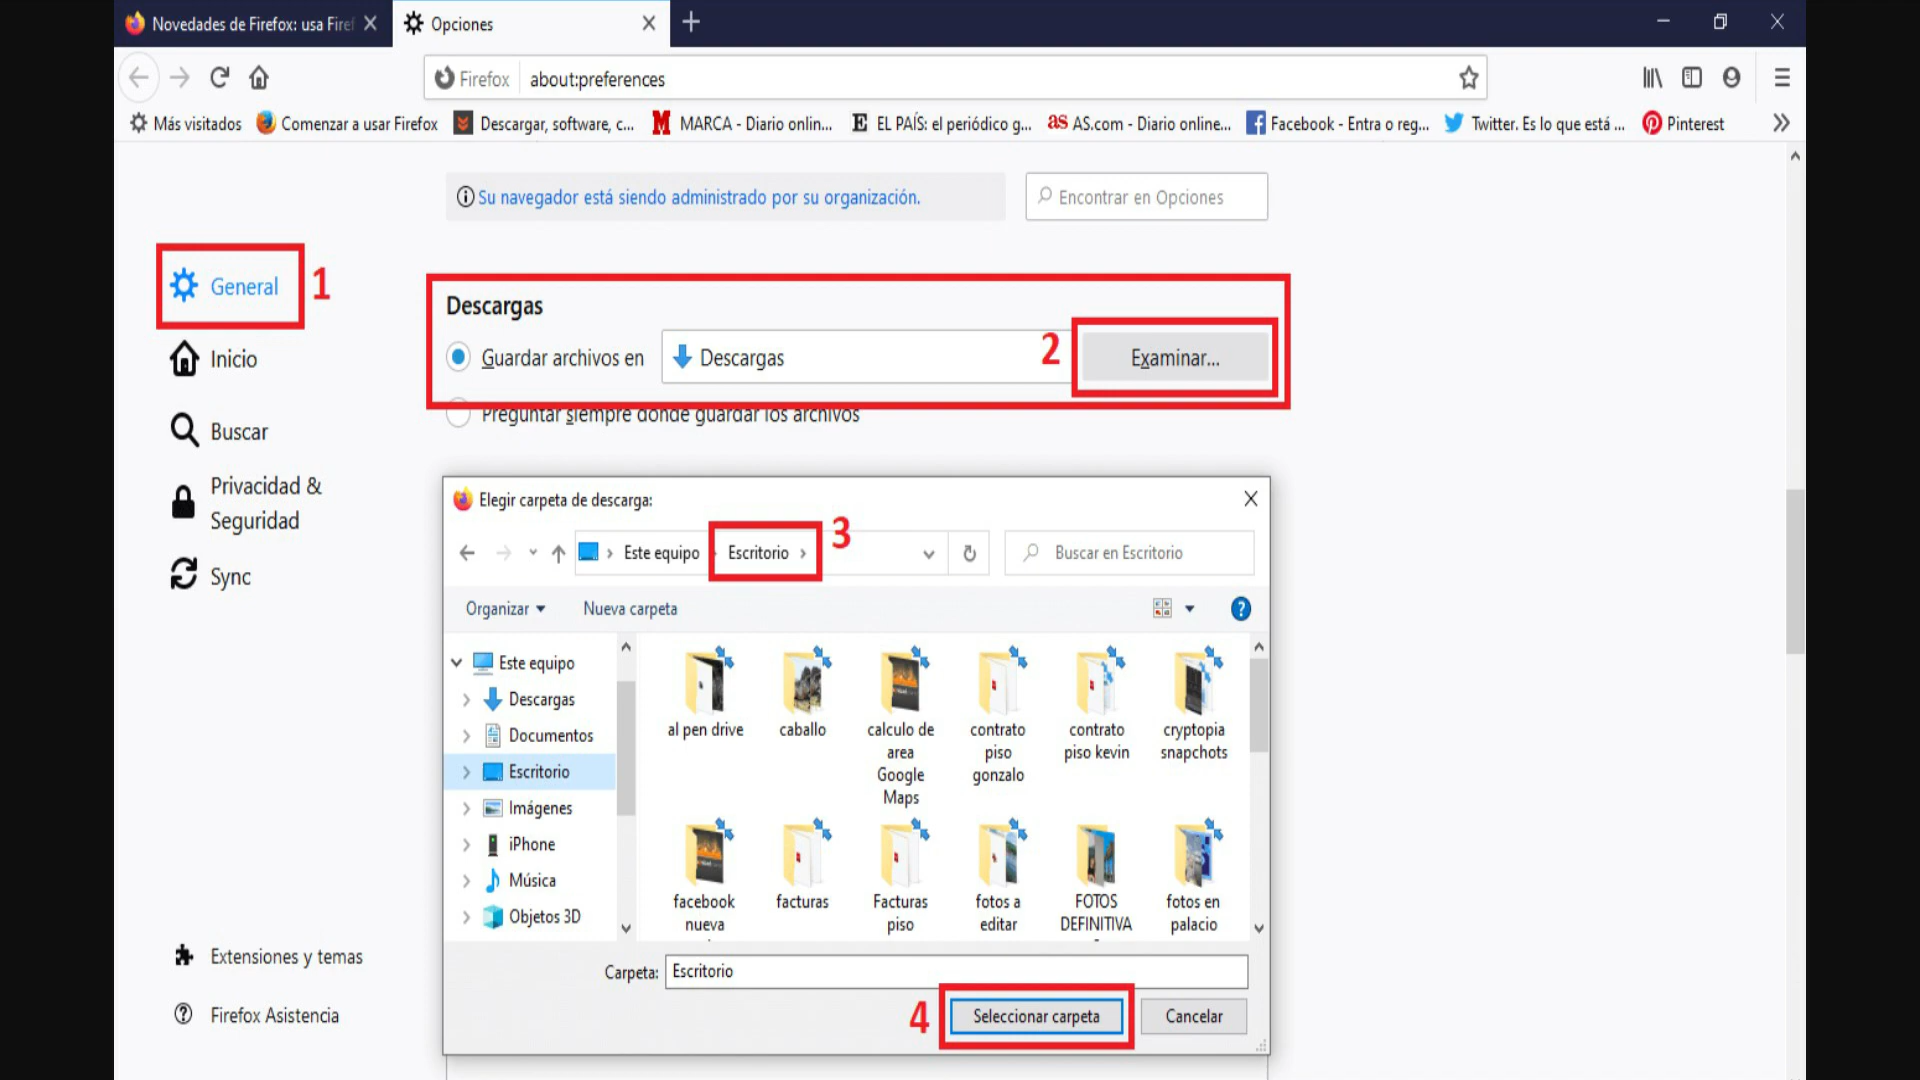 Novedades de Firefox: usa Firef
Opciones
Firefox
about:preferences
Más visitados
Comenzar a usar Firefox
Descargar, software, c...
M MARCA - Diario onlin...
E EL PAÍS: el periódico g...
as AS.com - Diario online...
Facebook - Entra o reg...
Twitter. Es lo que está ...
Pinterest
Su navegador está siendo administrado por su organización.
Encontrar en Opciones
General
1
Inicio
Buscar
Privacidad &
Seguridad
Sync
Extensiones y temas
Firefox Asistencia
Descargas
Guardar archivos en
Descargas
2
Examinar...
Preguntar siempre dónde guardar los archivos
Elegir carpeta de descarga:
Este equipo
Escritorio
3
Buscar en Escritorio
Organizar
Nueva carpeta
Este equipo
Descargas
Documentos
Escritorio
Imágenes
iPhone
Música
Objetos 3D
al pen drive
caballo
calculo de
area
Google
Maps
contrato
piso
gonzalo
contrato
piso kevin
cryptopia
snapchots
facebook
nueva
facturas
Facturas
piso
fotos a
editar
FOTOS
DEFINITIVA
fotos en
palacio
Carpeta:
Escritorio
4
Seleccionar carpeta
Cancelar